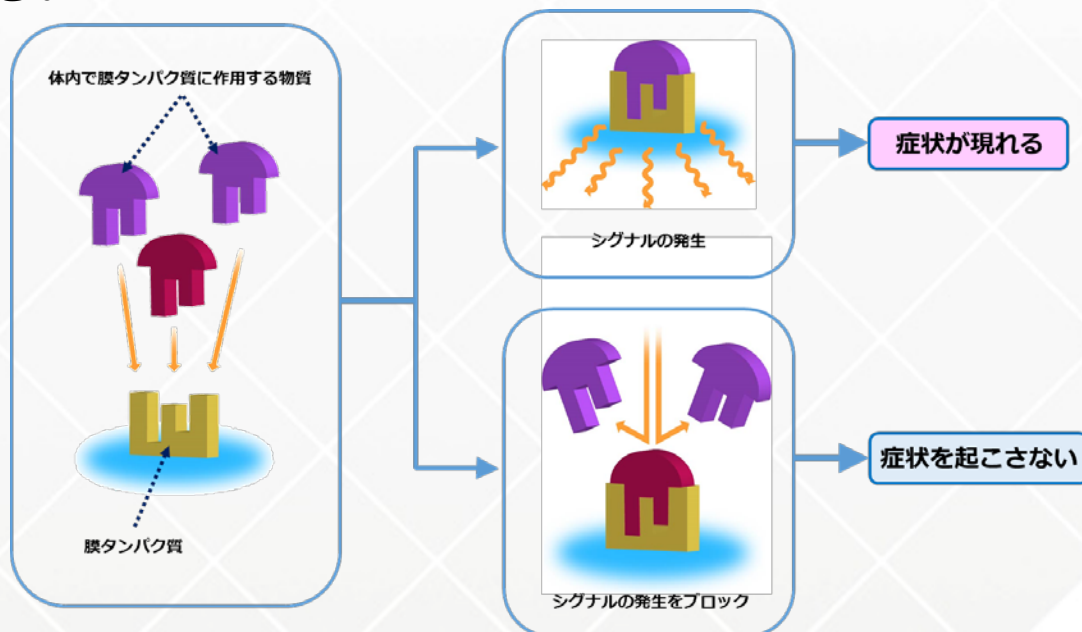 体内で膜タンパク質に作用する物質
膜タンパク質
シグナルの発生
症状が現れる
シグナルの発生をブロック
症状を起こさない